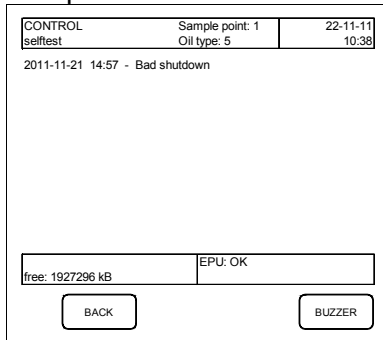 CONTROL Sample point: 1 22-11-11
selftest Oil type: 5 10:38
2011-11-21 14:57 - Bad shutdown
EPU: OK
free: 1927296 kB
BACK BUZZER